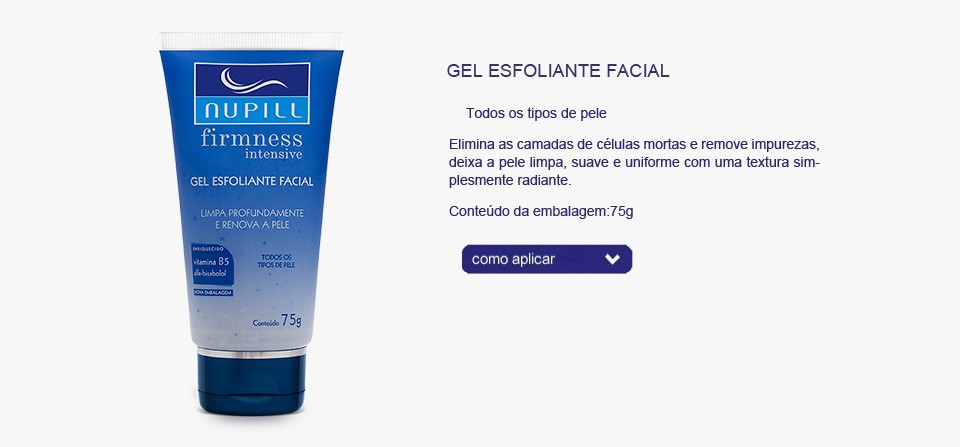 NUPILL
firmness
intensive
GEL ESFOLIANTE FACIAL
LIMPA PROFUNDAMENTE
E RENOVA A PELE
ENRIQUECIDO
vitamina B5
alfa-bisabolol
NOVA EMBALAGEM
TODOS OS
TIPOS DE PELE
Conteúdo 75g
GEL ESFOLIANTE FACIAL
Todos os tipos de pele
Elimina as camadas de células mortas e remove impurezas,
deixa a pele limpa, suave e uniforme com uma textura sim-
plesmente radiante.
Conteúdo da embalagem:75g
como aplicar